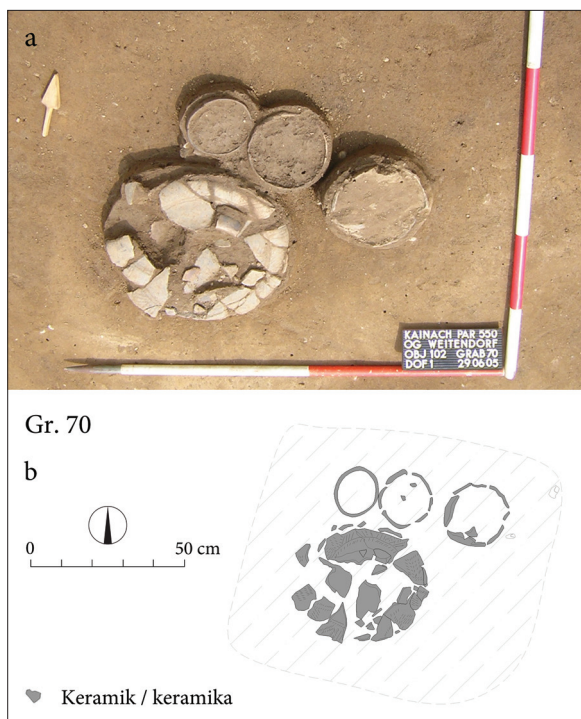 a
KAINACH PAR 550
OG WEITENDORF
OBJ 102 GRAB 70
DOF 1 29 06 05
Gr. 70
b
0 50 cm
Keramik / keramika